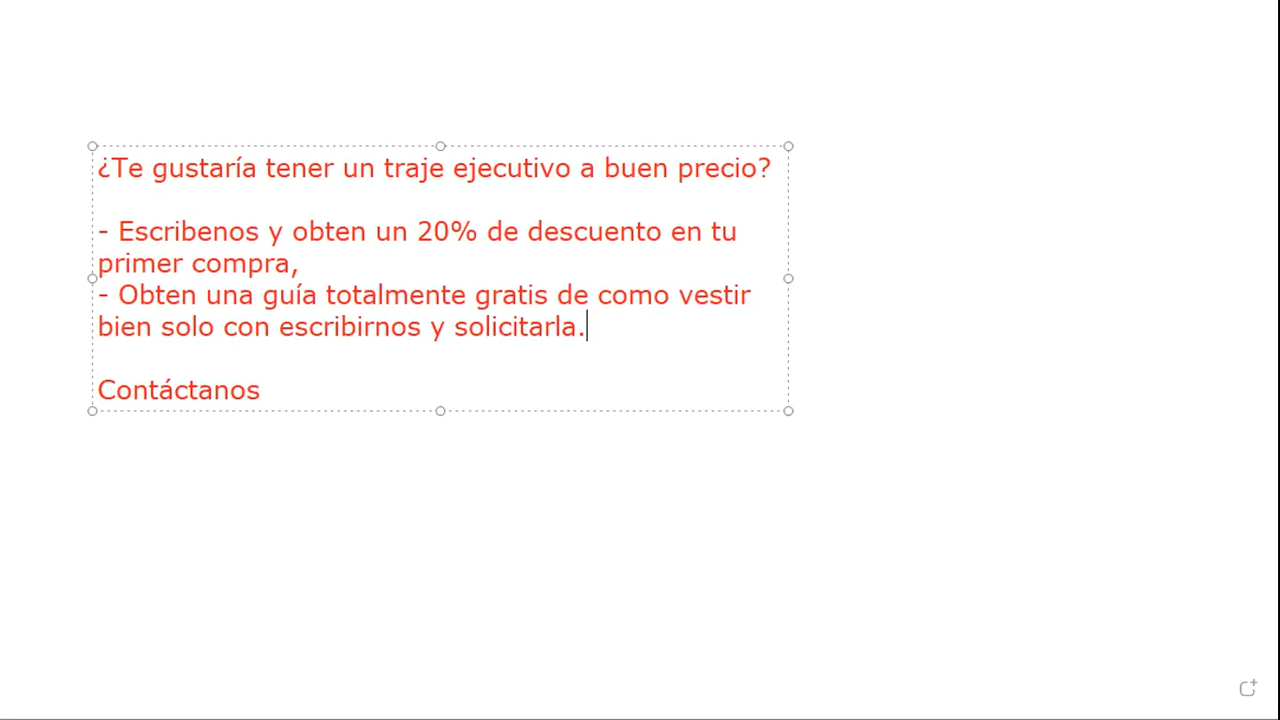 ¿Te gustaría tener un traje ejecutivo a buen precio?
- Escribenos y obten un 20% de descuento en tu
primer compra,
- Obten una guía totalmente gratis de como vestir
bien solo con escribirnos y solicitarla.
Contáctanos